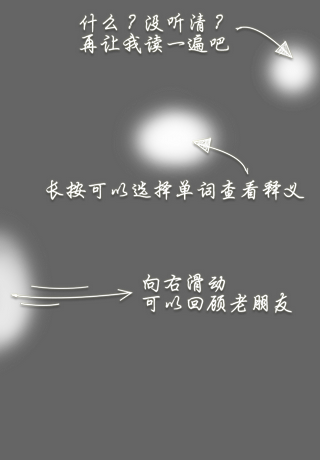 什么？没听清？
再让我读一遍吧
长按可以选择单词查看释义
向右滑动
可以回顾老朋友